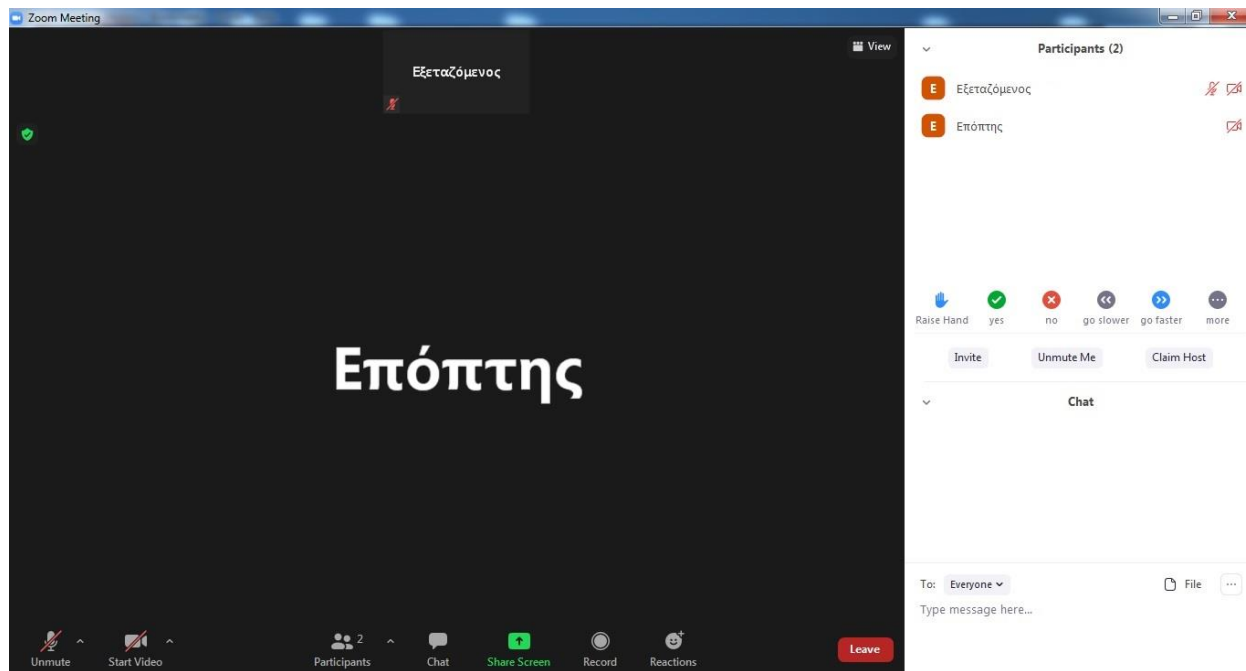 Zoom Meeting
Εξεταζόμενος
View
Επόπτης
Unmute
Start Video
2
Participants
Chat
Share Screen
Record
Reactions
Leave
Participants (2)
E Εξεταζόμενος
E Επόπτης
Raise Hand yes no go slower go faster more
Invite Unmute Me Claim Host
Chat
To: Everyone File
Type message here...